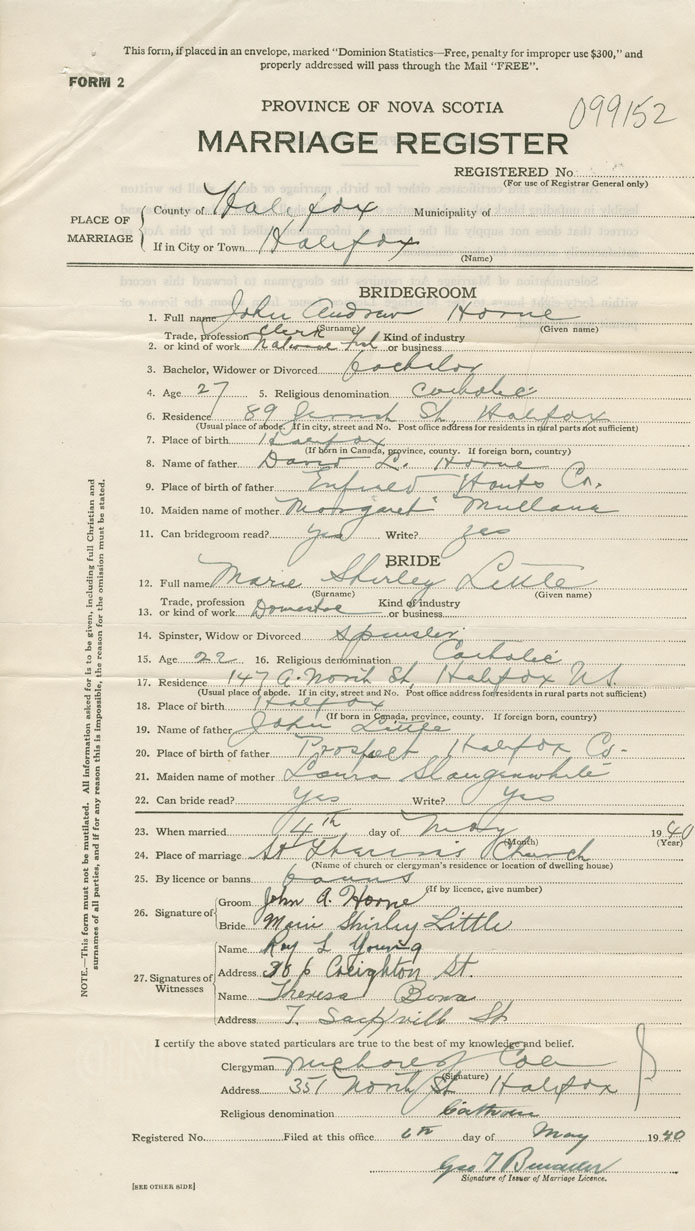 This form, if placed in an envelope, marked "Dominion Statistics—Free, penalty for improper use $300," and
properly addressed will pass through the Mail "FREE".
FORM 2
PROVINCE OF NOVA SCOTIA
099152
MARRIAGE REGISTER
REGISTERED No.
(For use of Registrar General only)
PLACE OF MARRIAGE
County of Halifax Municipality of
If in City or Town Halifax
(Name)
BRIDEGROOM
1. Full name John Andrew Horne
(Surname) (Given name)
2. Trade, profession or kind of work Clerk Kind of industry or business
3. Bachelor, Widower or Divorced bachelor
4. Age 27 5. Religious denomination Catholic
6. Residence 89 St, Halifax
(Usual place of abode. If in city, street and No. Post office address for residents in rural parts not sufficient)
7. Place of birth Halifax
(If born in Canada, province, county. If foreign born, country)
8. Name of father David L. Horne
9. Place of birth of father Enfield Hants Co.
10. Maiden name of mother Margaret Mullane
11. Can bridegroom read? yes Write? yes
BRIDE
12. Full name Marie Shirley Little
(Surname) (Given name)
13. Trade, profession or kind of work Domestic Kind of industry or business
14. Spinster, Widow or Divorced Spinster
15. Age 22 16. Religious denomination Catholic
17. Residence 147 A. North St, Halifax N.S.
(Usual place of abode. If in city, street and No. Post office address for residents in rural parts not sufficient)
18. Place of birth Halifax
(If born in Canada, province, county. If foreign born, country)
19. Name of father John Little
20. Place of birth of father Prospect Halifax Co-
21. Maiden name of mother Laura Slaugenwhite
22. Can bride read? Yes Write? Yes
23. When married 4th day of May 1940
(Month) (Year)
24. Place of marriage St Church
(Name of church or clergyman's residence or location of dwelling house)
25. By licence or banns banns
(If by licence, give number)
26. Signature of
Groom John A. Horne
Bride Marie Shirley Little
27. Signatures of Witnesses
Name Roy L Young
Address Creighton St.
Name Theresa Bowa
Address 7. Sackville St
I certify the above stated particulars are true to the best of my knowledge and belief.
Clergyman
(Signature)
Address 351 North St Halifax
Religious denomination Catholic
Registered No. Filed at this office 6th day of May 1940
Geo T
Signature of Issuer of Marriage Licence.
[SEE OTHER SIDE]
NOTE.—This form must not be mutilated. All information asked for is to be given, including full Christian and
surnames of all parties, and if for any reason this is impossible, the reason for the omission must be stated.